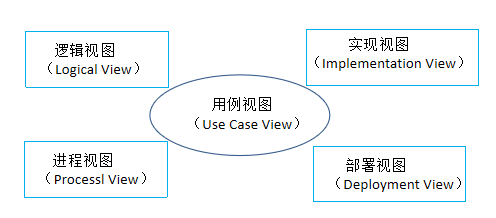 逻辑视图
（Logical View）
实现视图
（Implementation View）
用例视图
（Use Case View）
进程视图
（Processl View）
部署视图
（Deployment View）